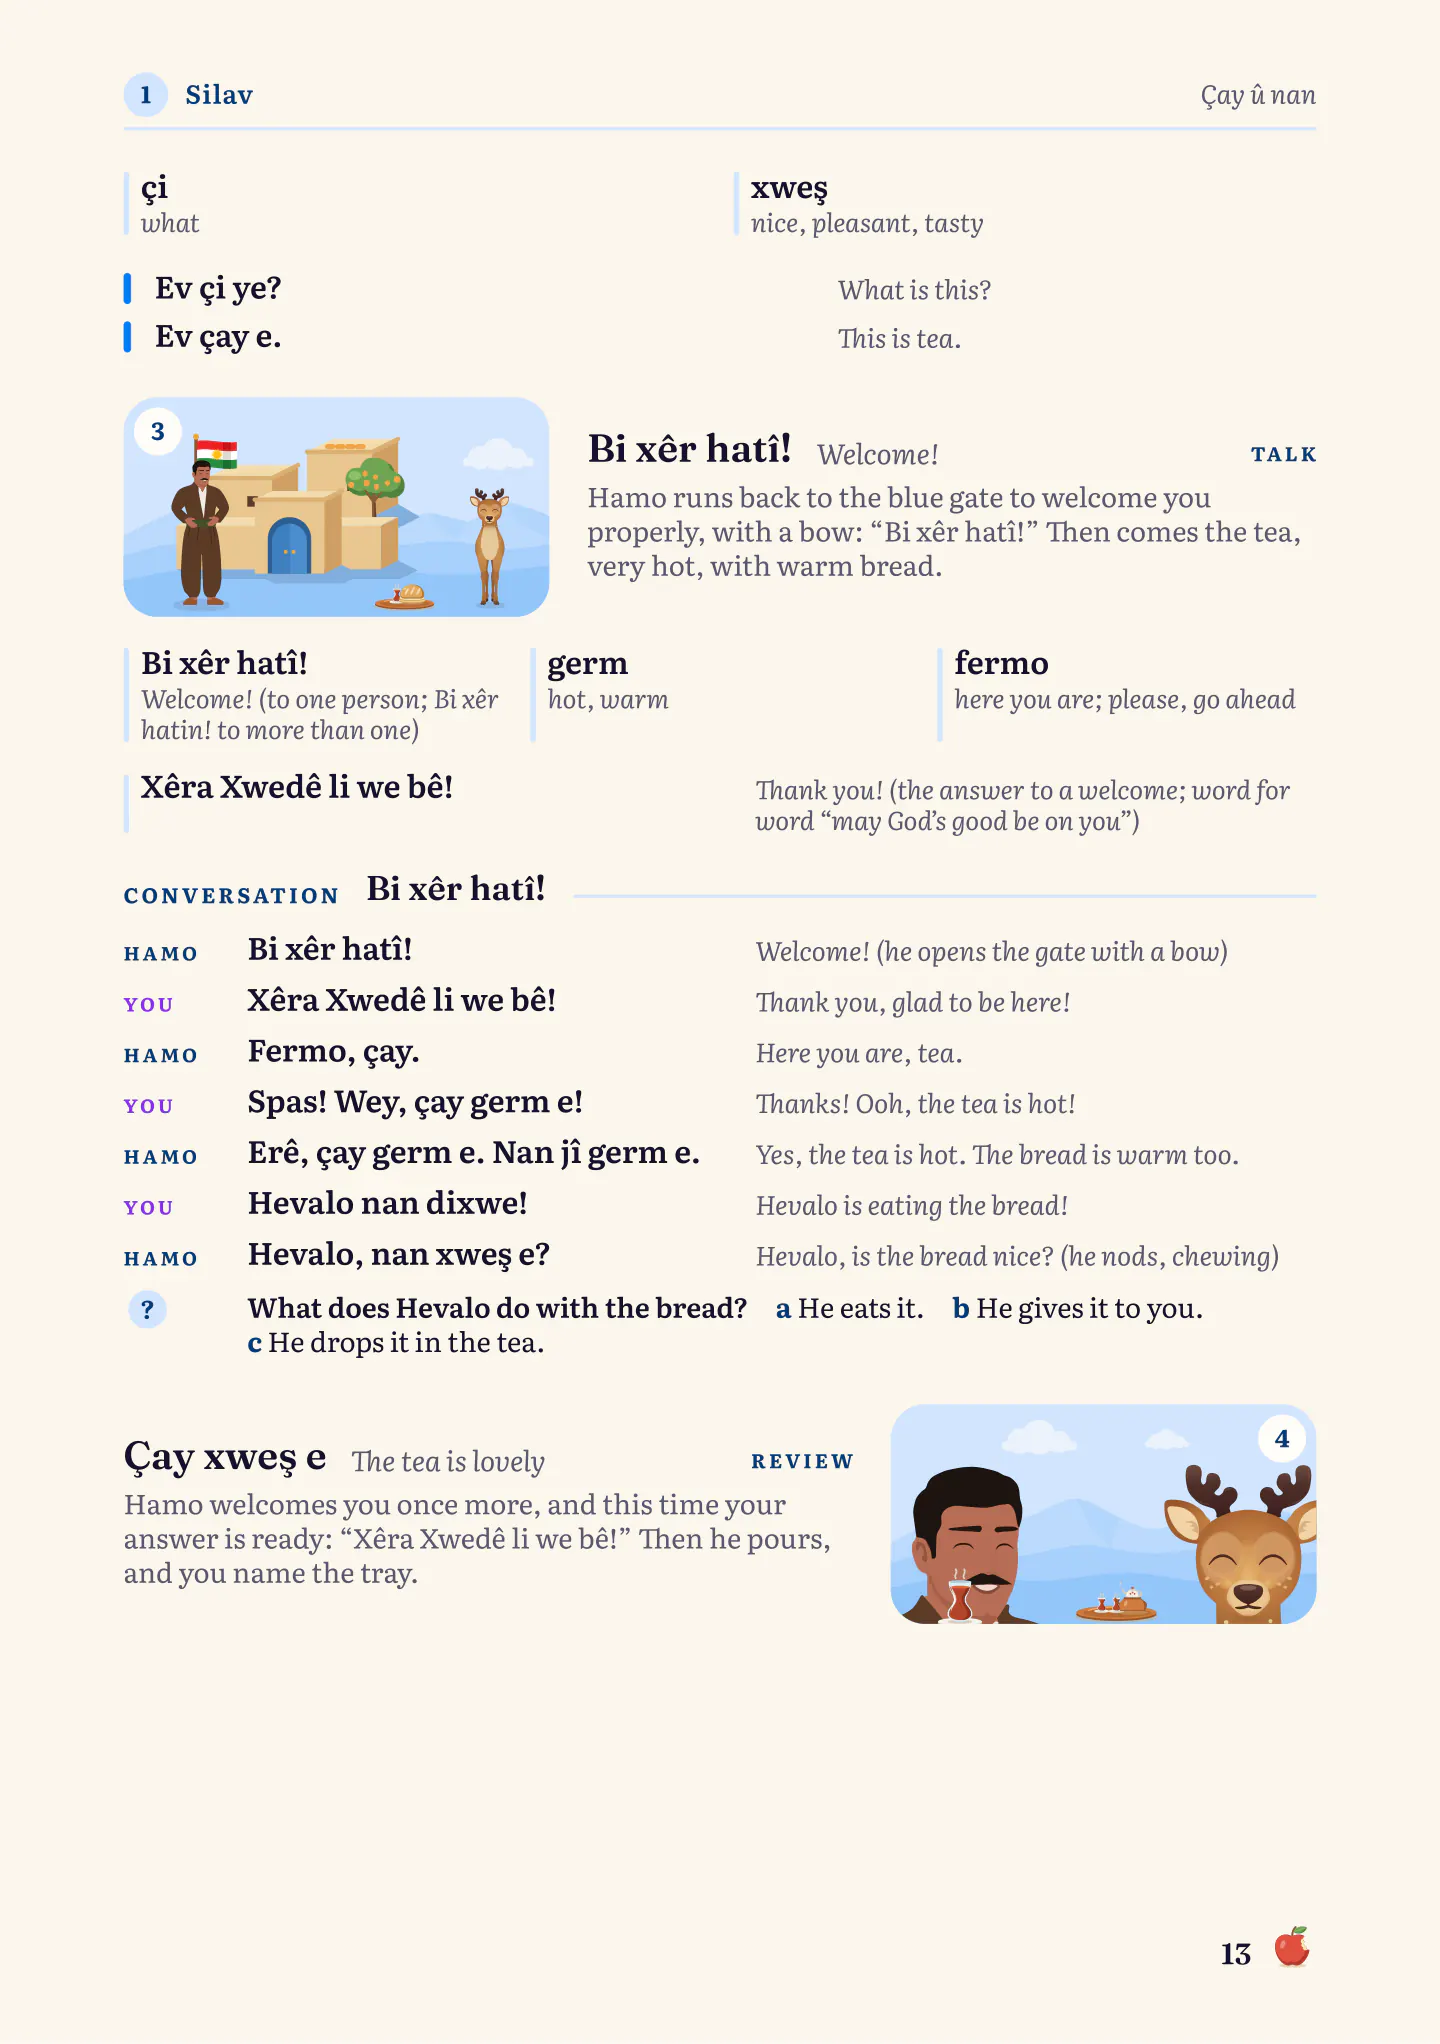 1 Silav
Çay û nan
çi
what
xweş
nice, pleasant, tasty
Ev çi ye?
What is this?
Ev çay e.
This is tea.
3
Bi xêr hatî! Welcome!
TALK
Hamo runs back to the blue gate to welcome you
properly, with a bow: “Bi xêr hatî!” Then comes the tea,
very hot, with warm bread.
Bi xêr hatî!
Welcome! (to one person; Bi xêr
hatin! to more than one)
germ
hot, warm
fermo
here you are; please, go ahead
Xêra Xwedê li we bê!
Thank you! (the answer to a welcome; word for
word “may God’s good be on you”)
CONVERSATION Bi xêr hatî!
HAMO Bi xêr hatî! Welcome! (he opens the gate with a bow)
YOU Xêra Xwedê li we bê! Thank you, glad to be here!
HAMO Fermo, çay. Here you are, tea.
YOU Spas! Wey, çay germ e! Thanks! Ooh, the tea is hot!
HAMO Erê, çay germ e. Nan jî germ e. Yes, the tea is hot. The bread is warm too.
YOU Hevalo nan dixwe! Hevalo is eating the bread!
HAMO Hevalo, nan xweş e? Hevalo, is the bread nice? (he nods, chewing)
? What does Hevalo do with the bread? a He eats it. b He gives it to you.
c He drops it in the tea.
Çay xweş e The tea is lovely
REVIEW
Hamo welcomes you once more, and this time your
answer is ready: “Xêra Xwedê li we bê!” Then he pours,
and you name the tray.
4
13